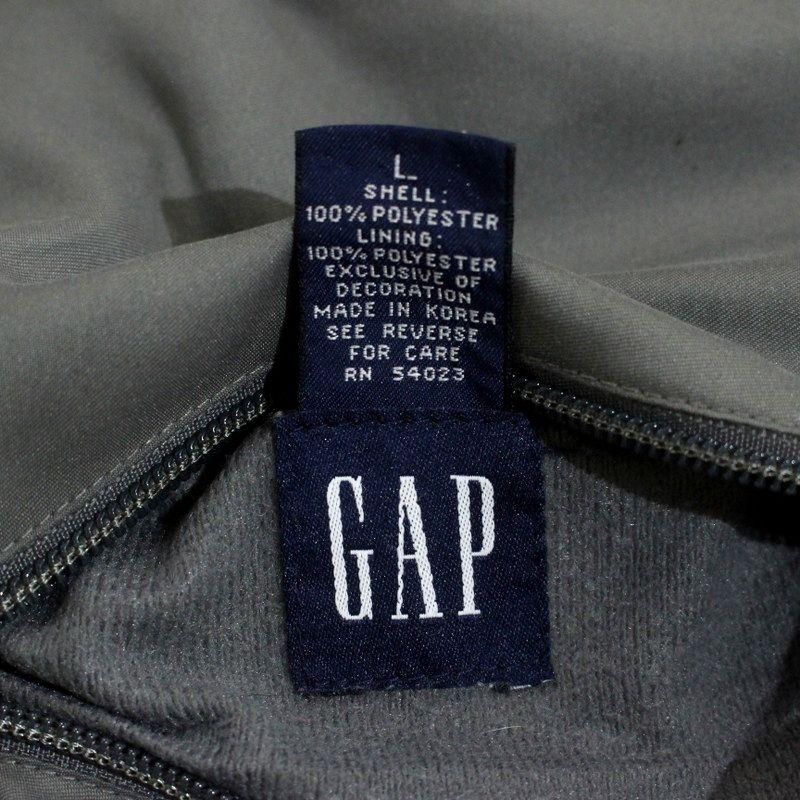 L
SHELL:
100% POLYESTER
LINING:
100% POLYESTER
EXCLUSIVE OF
DECORATION
MADE IN KOREA
SEE REVERSE
FOR CARE
RN 54023
GAP